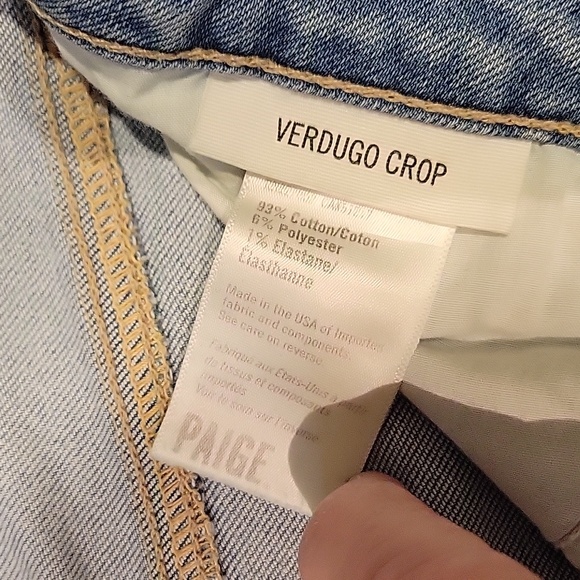 VERDUGO CROP
93% Cotton/Coton
6% Polyester
1% Elastane/
Elasthanne
Made in the USA of Imported
fabric and components.
See care on reverse.
Fabriqué aux États-Unis à partir
de tissus et composants
importés
Voir le soin sur l'inverse
PAIGE